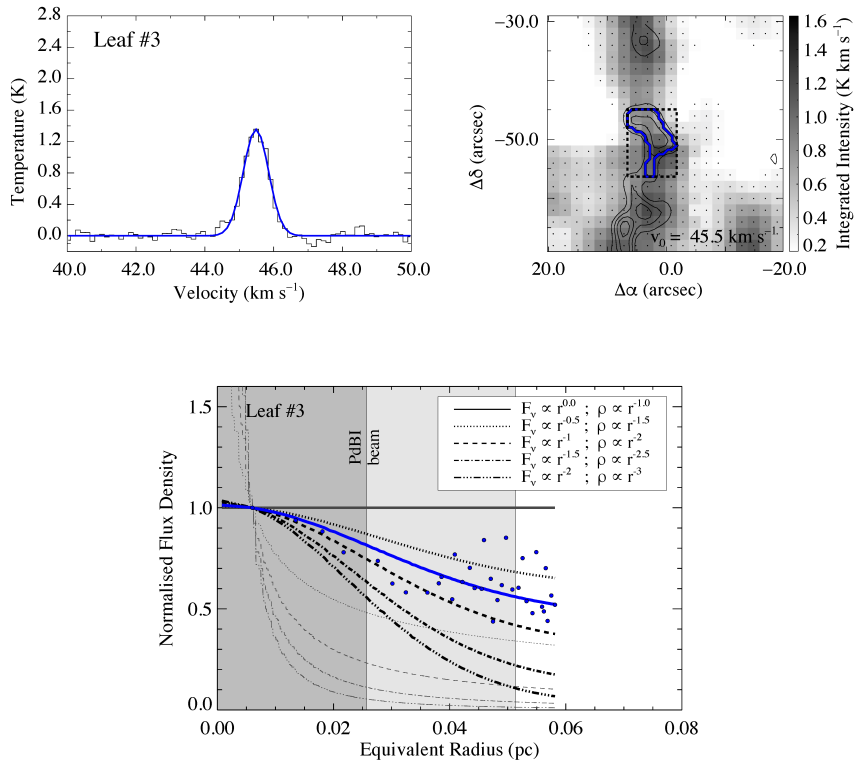 Leaf #3
Temperature (K)
2.8
2.4
2.0
1.6
1.2
0.8
0.4
0.0
40.0 42.0 44.0 46.0 48.0 50.0
Velocity (km s⁻¹)
Δδ (arcsec)
−30.0
−50.0
v₀ = 45.5 km s⁻¹
20.0 0.0 −20.0
Δα (arcsec)
1.6
1.4
1.2
1.0
0.8
0.6
0.4
0.2
Integrated Intensity (K km s⁻¹)
Leaf #3
Normalised Flux Density
1.5
1.0
0.5
0.0
PdBI
beam
Fᵥ ∝ r^0.0 ; ρ ∝ r^-1.0
Fᵥ ∝ r^-0.5 ; ρ ∝ r^-1.5
Fᵥ ∝ r^-1 ; ρ ∝ r^-2
Fᵥ ∝ r^-1.5 ; ρ ∝ r^-2.5
Fᵥ ∝ r^-2 ; ρ ∝ r^-3
0.00 0.02 0.04 0.06 0.08
Equivalent Radius (pc)